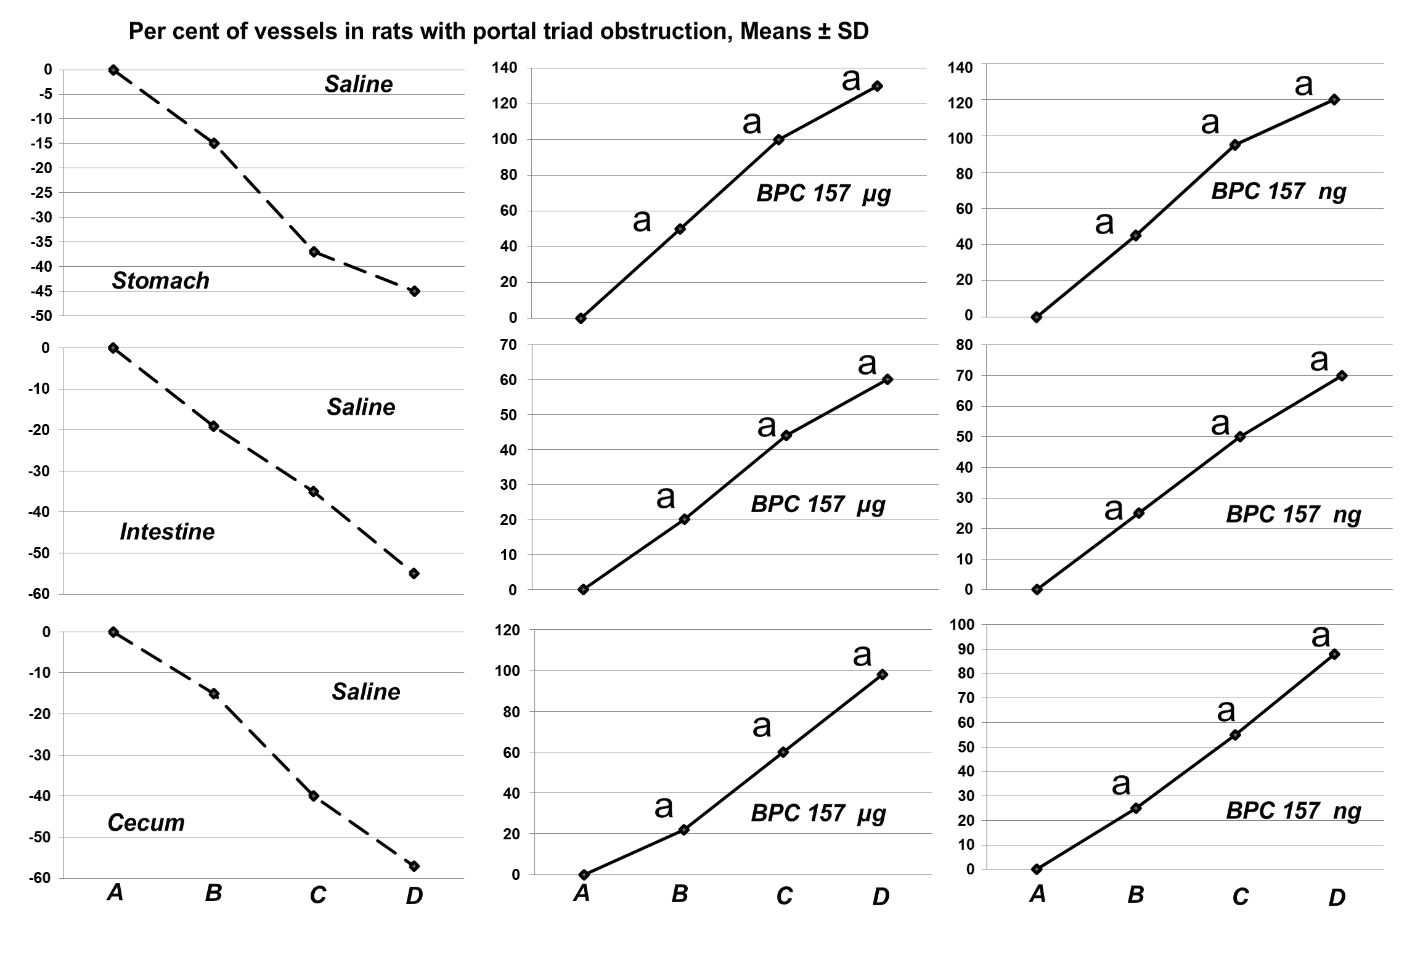 Per cent of vessels in rats with portal triad obstruction, Means ± SD
0
-5
-10
-15
-20
-25
-30
-35
-40
-45
-50
Saline
Stomach
140
120
100
80
60
40
20
0
a
a
a
BPC 157 µg
140
120
100
80
60
40
20
0
a
a
a
BPC 157 ng
0
-10
-20
-30
-40
-50
-60
Saline
Intestine
70
60
50
40
30
20
10
0
a
a
a
BPC 157 µg
80
70
60
50
40
30
20
10
0
a
a
a
BPC 157 ng
0
-10
-20
-30
-40
-50
-60
Saline
Cecum
A B C D
120
100
80
60
40
20
0
a
a
a
BPC 157 µg
A B C D
100
90
80
70
60
50
40
30
20
10
0
a
a
a
BPC 157 ng
A B C D